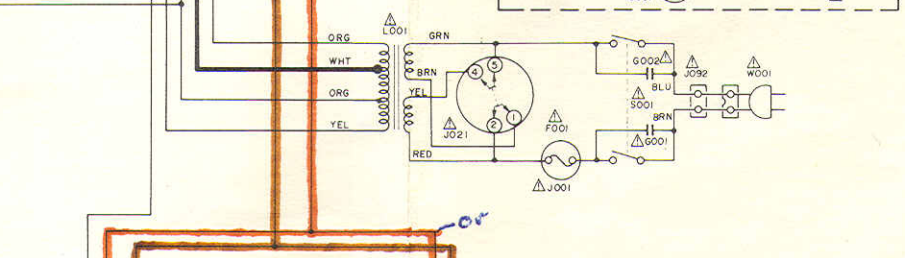 L001
ORG
GRN
WHT
4
5
BRN
G002
J092
W001
BLU
ORG
YEL
S001
2
1
BRN
YEL
J021
F001
G001
RED
J001
or